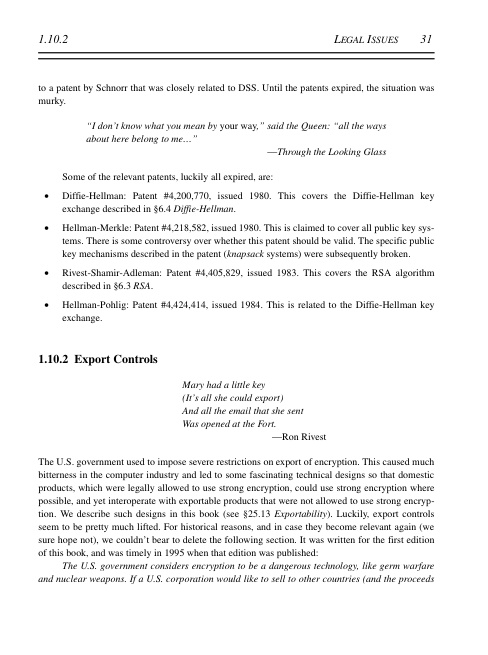 1.10.2 LEGAL ISSUES 31
to a patent by Schnorr that was closely related to DSS. Until the patents expired, the situation was
murky.
“I don’t know what you mean by your way,” said the Queen: “all the ways
about here belong to me…”
—Through the Looking Glass
Some of the relevant patents, luckily all expired, are:
• Diffie-Hellman: Patent #4,200,770, issued 1980. This covers the Diffie-Hellman key
exchange described in §6.4 Diffie-Hellman.
• Hellman-Merkle: Patent #4,218,582, issued 1980. This is claimed to cover all public key sys-
tems. There is some controversy over whether this patent should be valid. The specific public
key mechanisms described in the patent (knapsack systems) were subsequently broken.
• Rivest-Shamir-Adleman: Patent #4,405,829, issued 1983. This covers the RSA algorithm
described in §6.3 RSA.
• Hellman-Pohlig: Patent #4,424,414, issued 1984. This is related to the Diffie-Hellman key
exchange.
1.10.2 Export Controls
Mary had a little key
(It’s all she could export)
And all the email that she sent
Was opened at the Fort.
—Ron Rivest
The U.S. government used to impose severe restrictions on export of encryption. This caused much
bitterness in the computer industry and led to some fascinating technical designs so that domestic
products, which were legally allowed to use strong encryption, could use strong encryption where
possible, and yet interoperate with exportable products that were not allowed to use strong encryp-
tion. We describe such designs in this book (see §25.13 Exportability). Luckily, export controls
seem to be pretty much lifted. For historical reasons, and in case they become relevant again (we
sure hope not), we couldn’t bear to delete the following section. It was written for the first edition
of this book, and was timely in 1995 when that edition was published:
The U.S. government considers encryption to be a dangerous technology, like germ warfare
and nuclear weapons. If a U.S. corporation would like to sell to other countries (and the proceeds